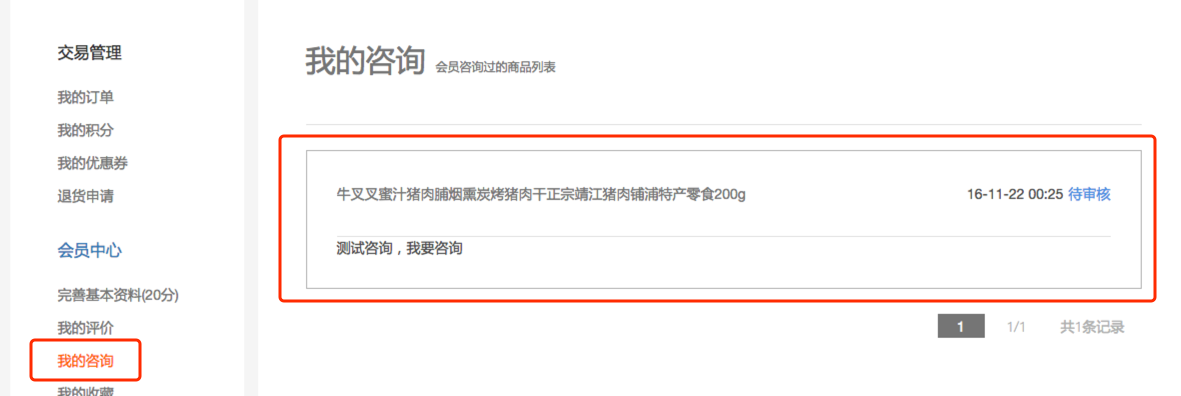 交易管理
我的订单
我的积分
我的优惠券
退货申请
会员中心
完善基本资料(20分)
我的评价
我的咨询
我的收藏
我的咨询 会员咨询过的商品列表
牛叉叉蜜汁猪肉脯烟熏炭烤猪肉干正宗靖江猪肉铺浦特产零食200g 16-11-22 00:25 待审核
测试咨询，我要咨询
1 1/1 共1条记录